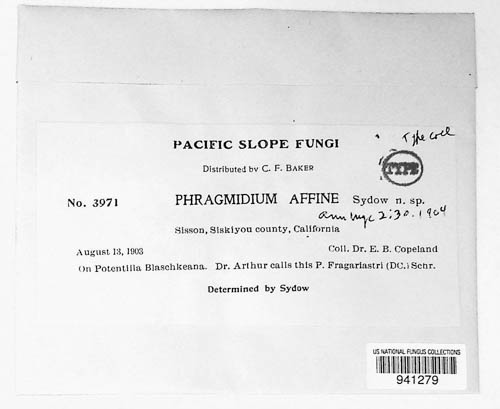 Type coll
PACIFIC SLOPE FUNGI
Distributed by C. F. BAKER
TYPE
No. 3971 PHRAGMIDIUM AFFINE Sydow n. sp.
Ann Myc 2:30. 1904
Sisson, Siskiyou county, California
August 13, 1903 Coll. Dr. E. B. Copeland
On Potentilla Blaschkeana. Dr. Arthur calls this P. Fragariastri (DC.) Schr.
Determined by Sydow
US NATIONAL FUNGUS COLLECTIONS
941279